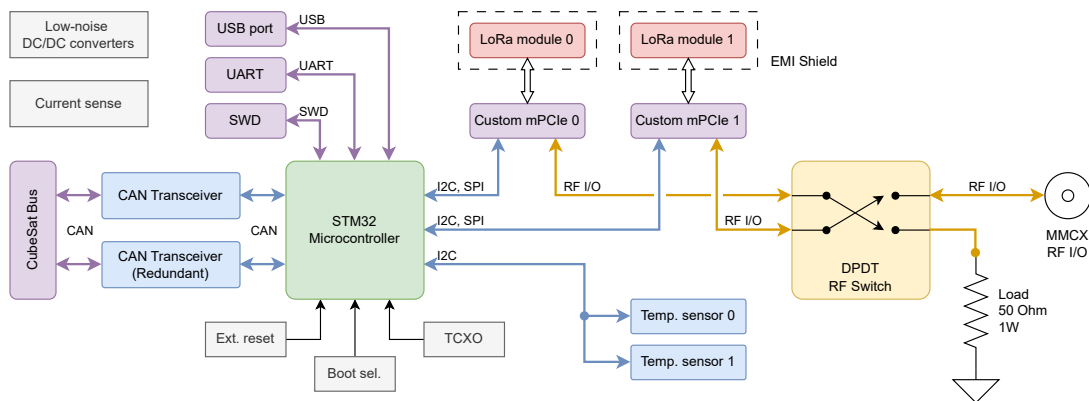 Low-noise
DC/DC converters
Current sense
USB port
USB
UART
UART
SWD
SWD
LoRa module 0
LoRa module 1
EMI Shield
Custom mPCIe 0
Custom mPCIe 1
CubeSat Bus
CAN
CAN Transceiver
CAN Transceiver
(Redundant)
CAN
STM32
Microcontroller
I2C, SPI
I2C, SPI
I2C
RF I/O
RF I/O
DPDT
RF Switch
RF I/O
MMCX
RF I/O
Load
50 Ohm
1W
Temp. sensor 0
Temp. sensor 1
Ext. reset
Boot sel.
TCXO